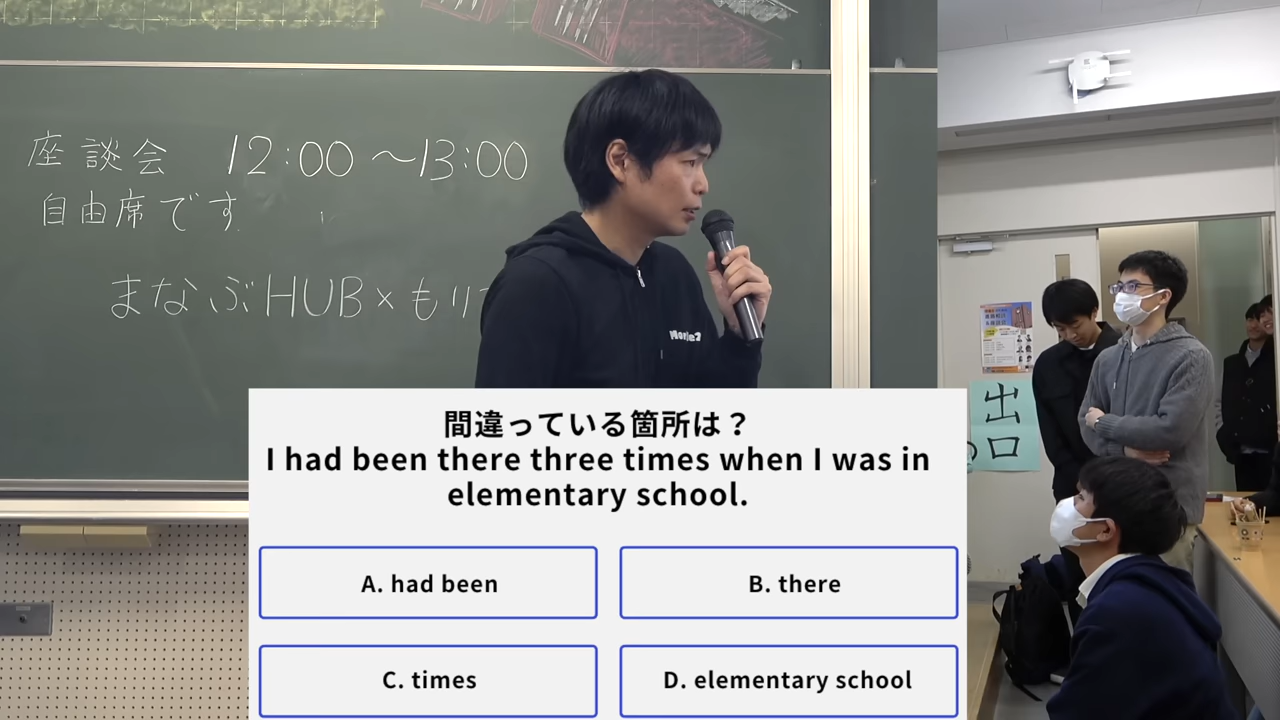 座談会 12:00〜13:00
自由席です
まなぶHUB×もり
間違っている箇所は？
I had been there three times when I was in
elementary school.
A. had been
B. there
C. times
D. elementary school
出
口